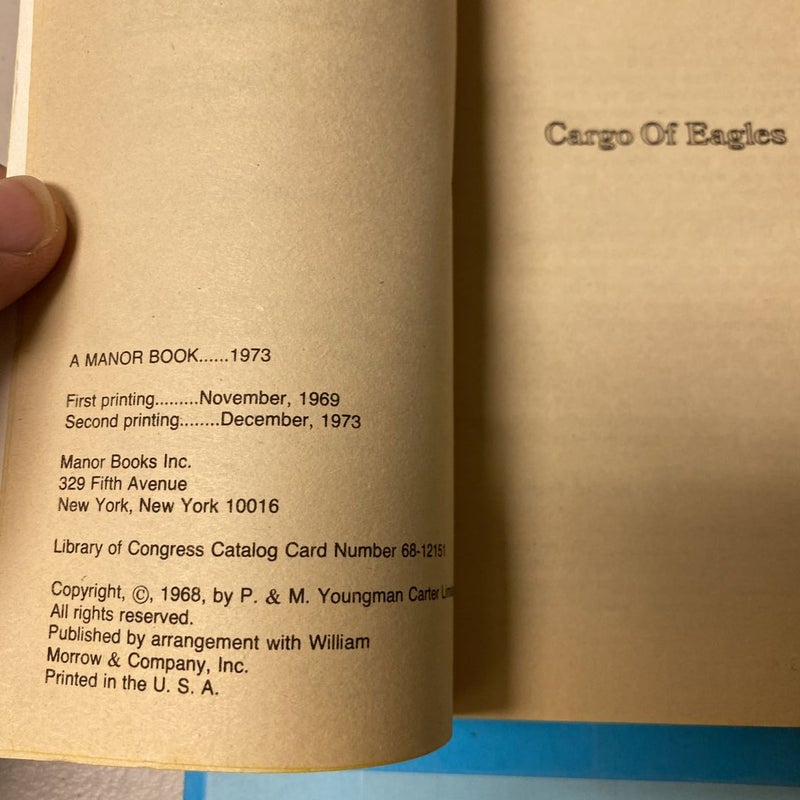 A MANOR BOOK......1973
First printing.........November, 1969
Second printing........December, 1973
Manor Books Inc.
329 Fifth Avenue
New York, New York 10016
Library of Congress Catalog Card Number 68-12151
Copyright, ©, 1968, by P. & M. Youngman Carter
All rights reserved.
Published by arrangement with William
Morrow & Company, Inc.
Printed in the U. S. A.
Cargo Of Eagles